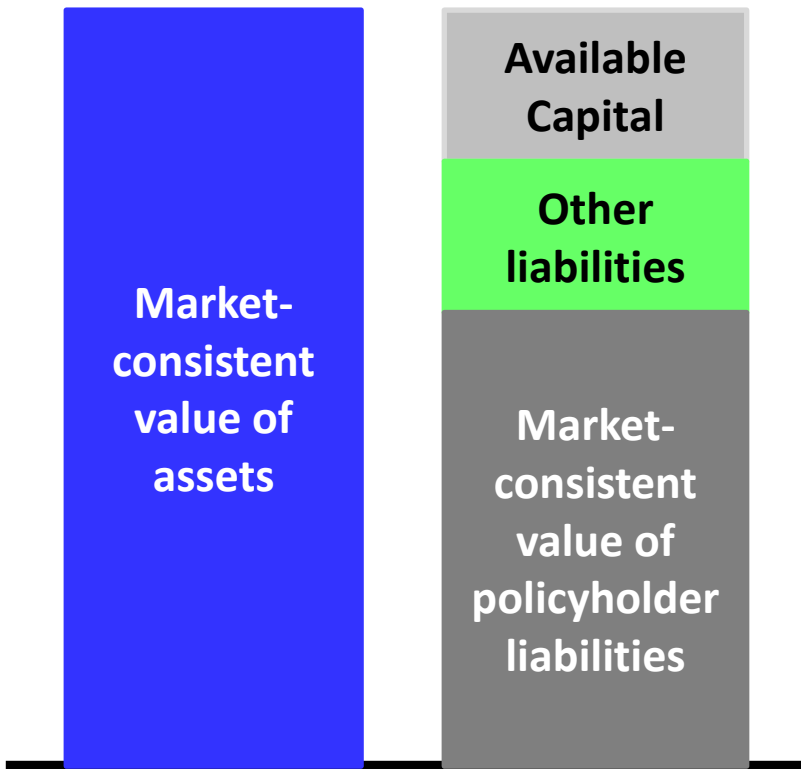 Market-
consistent
value of
assets
Available
Capital
Other
liabilities
Market-
consistent
value of
policyholder
liabilities